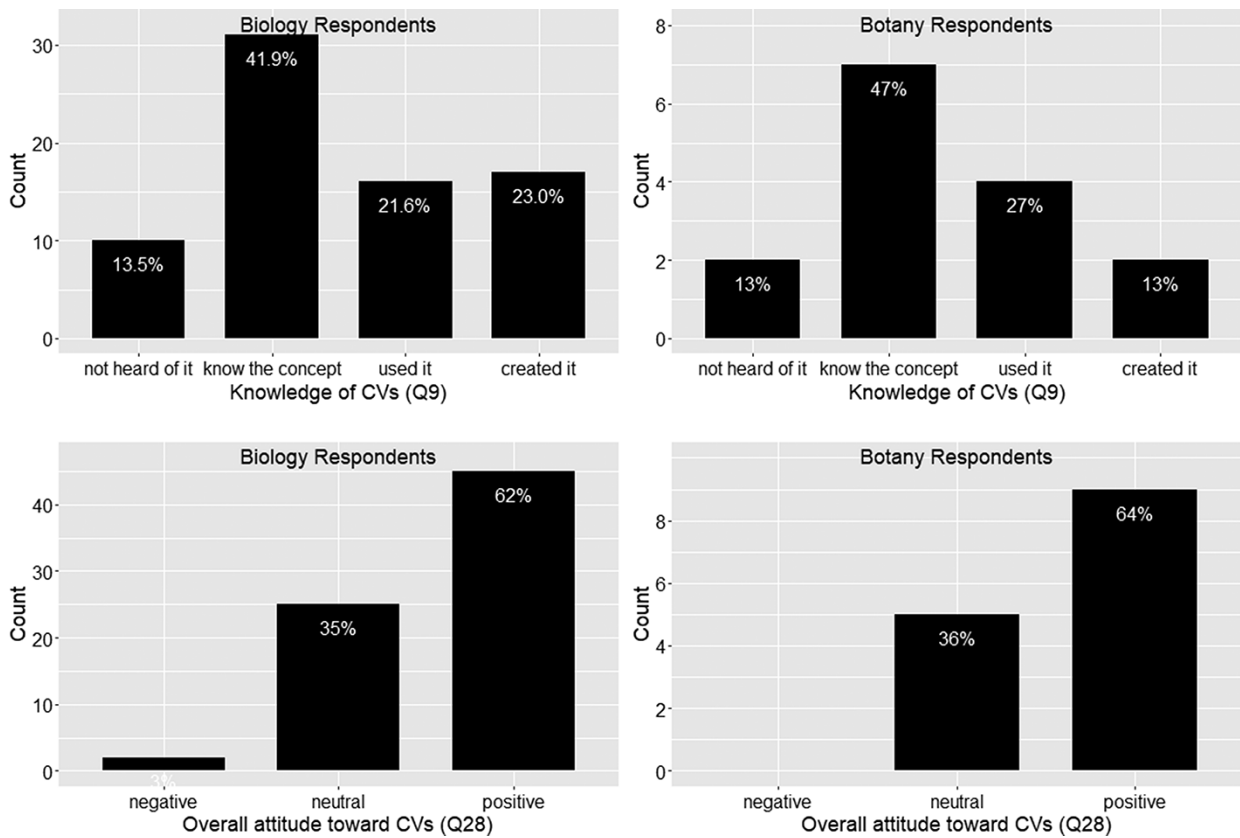 Biology Respondents
30
20
10
0
Count
41.9%
23.0%
21.6%
13.5%
not heard of it know the concept used it created it
Knowledge of CVs (Q9)
Botany Respondents
8
6
4
2
0
Count
47%
27%
13%
13%
not heard of it know the concept used it created it
Knowledge of CVs (Q9)
Biology Respondents
40
30
20
10
0
Count
62%
35%
3%
negative neutral positive
Overall attitude toward CVs (Q28)
Botany Respondents
8
6
4
2
0
Count
64%
36%
negative neutral positive
Overall attitude toward CVs (Q28)